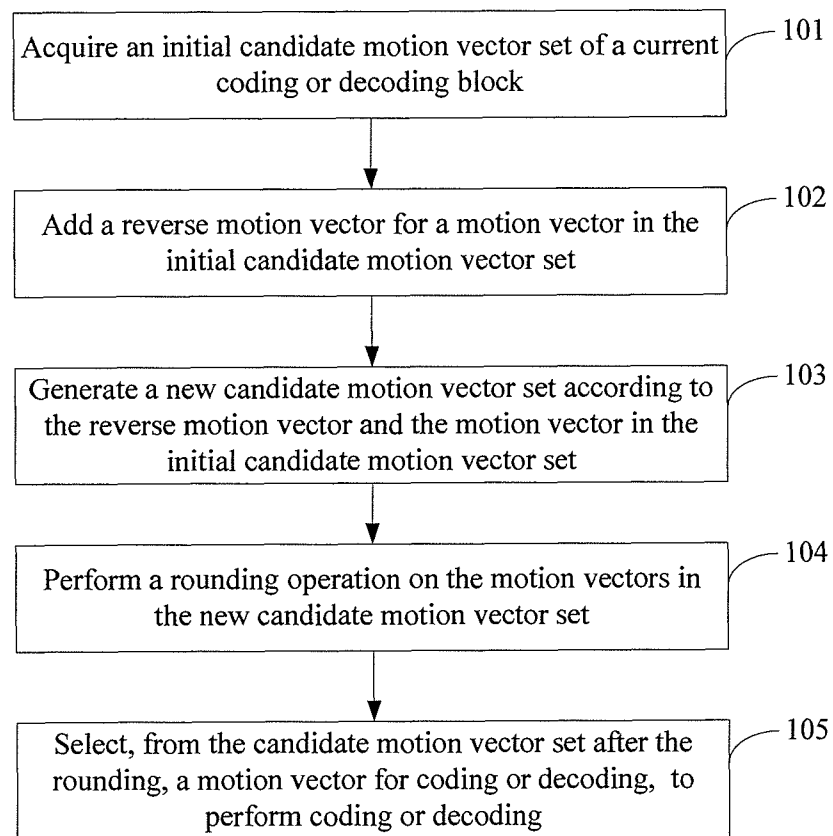 Acquire an initial candidate motion vector set of a current
coding or decoding block
101
Add a reverse motion vector for a motion vector in the
initial candidate motion vector set
102
Generate a new candidate motion vector set according to
the reverse motion vector and the motion vector in the
initial candidate motion vector set
103
Perform a rounding operation on the motion vectors in
the new candidate motion vector set
104
Select, from the candidate motion vector set after the
rounding, a motion vector for coding or decoding, to
perform coding or decoding
105